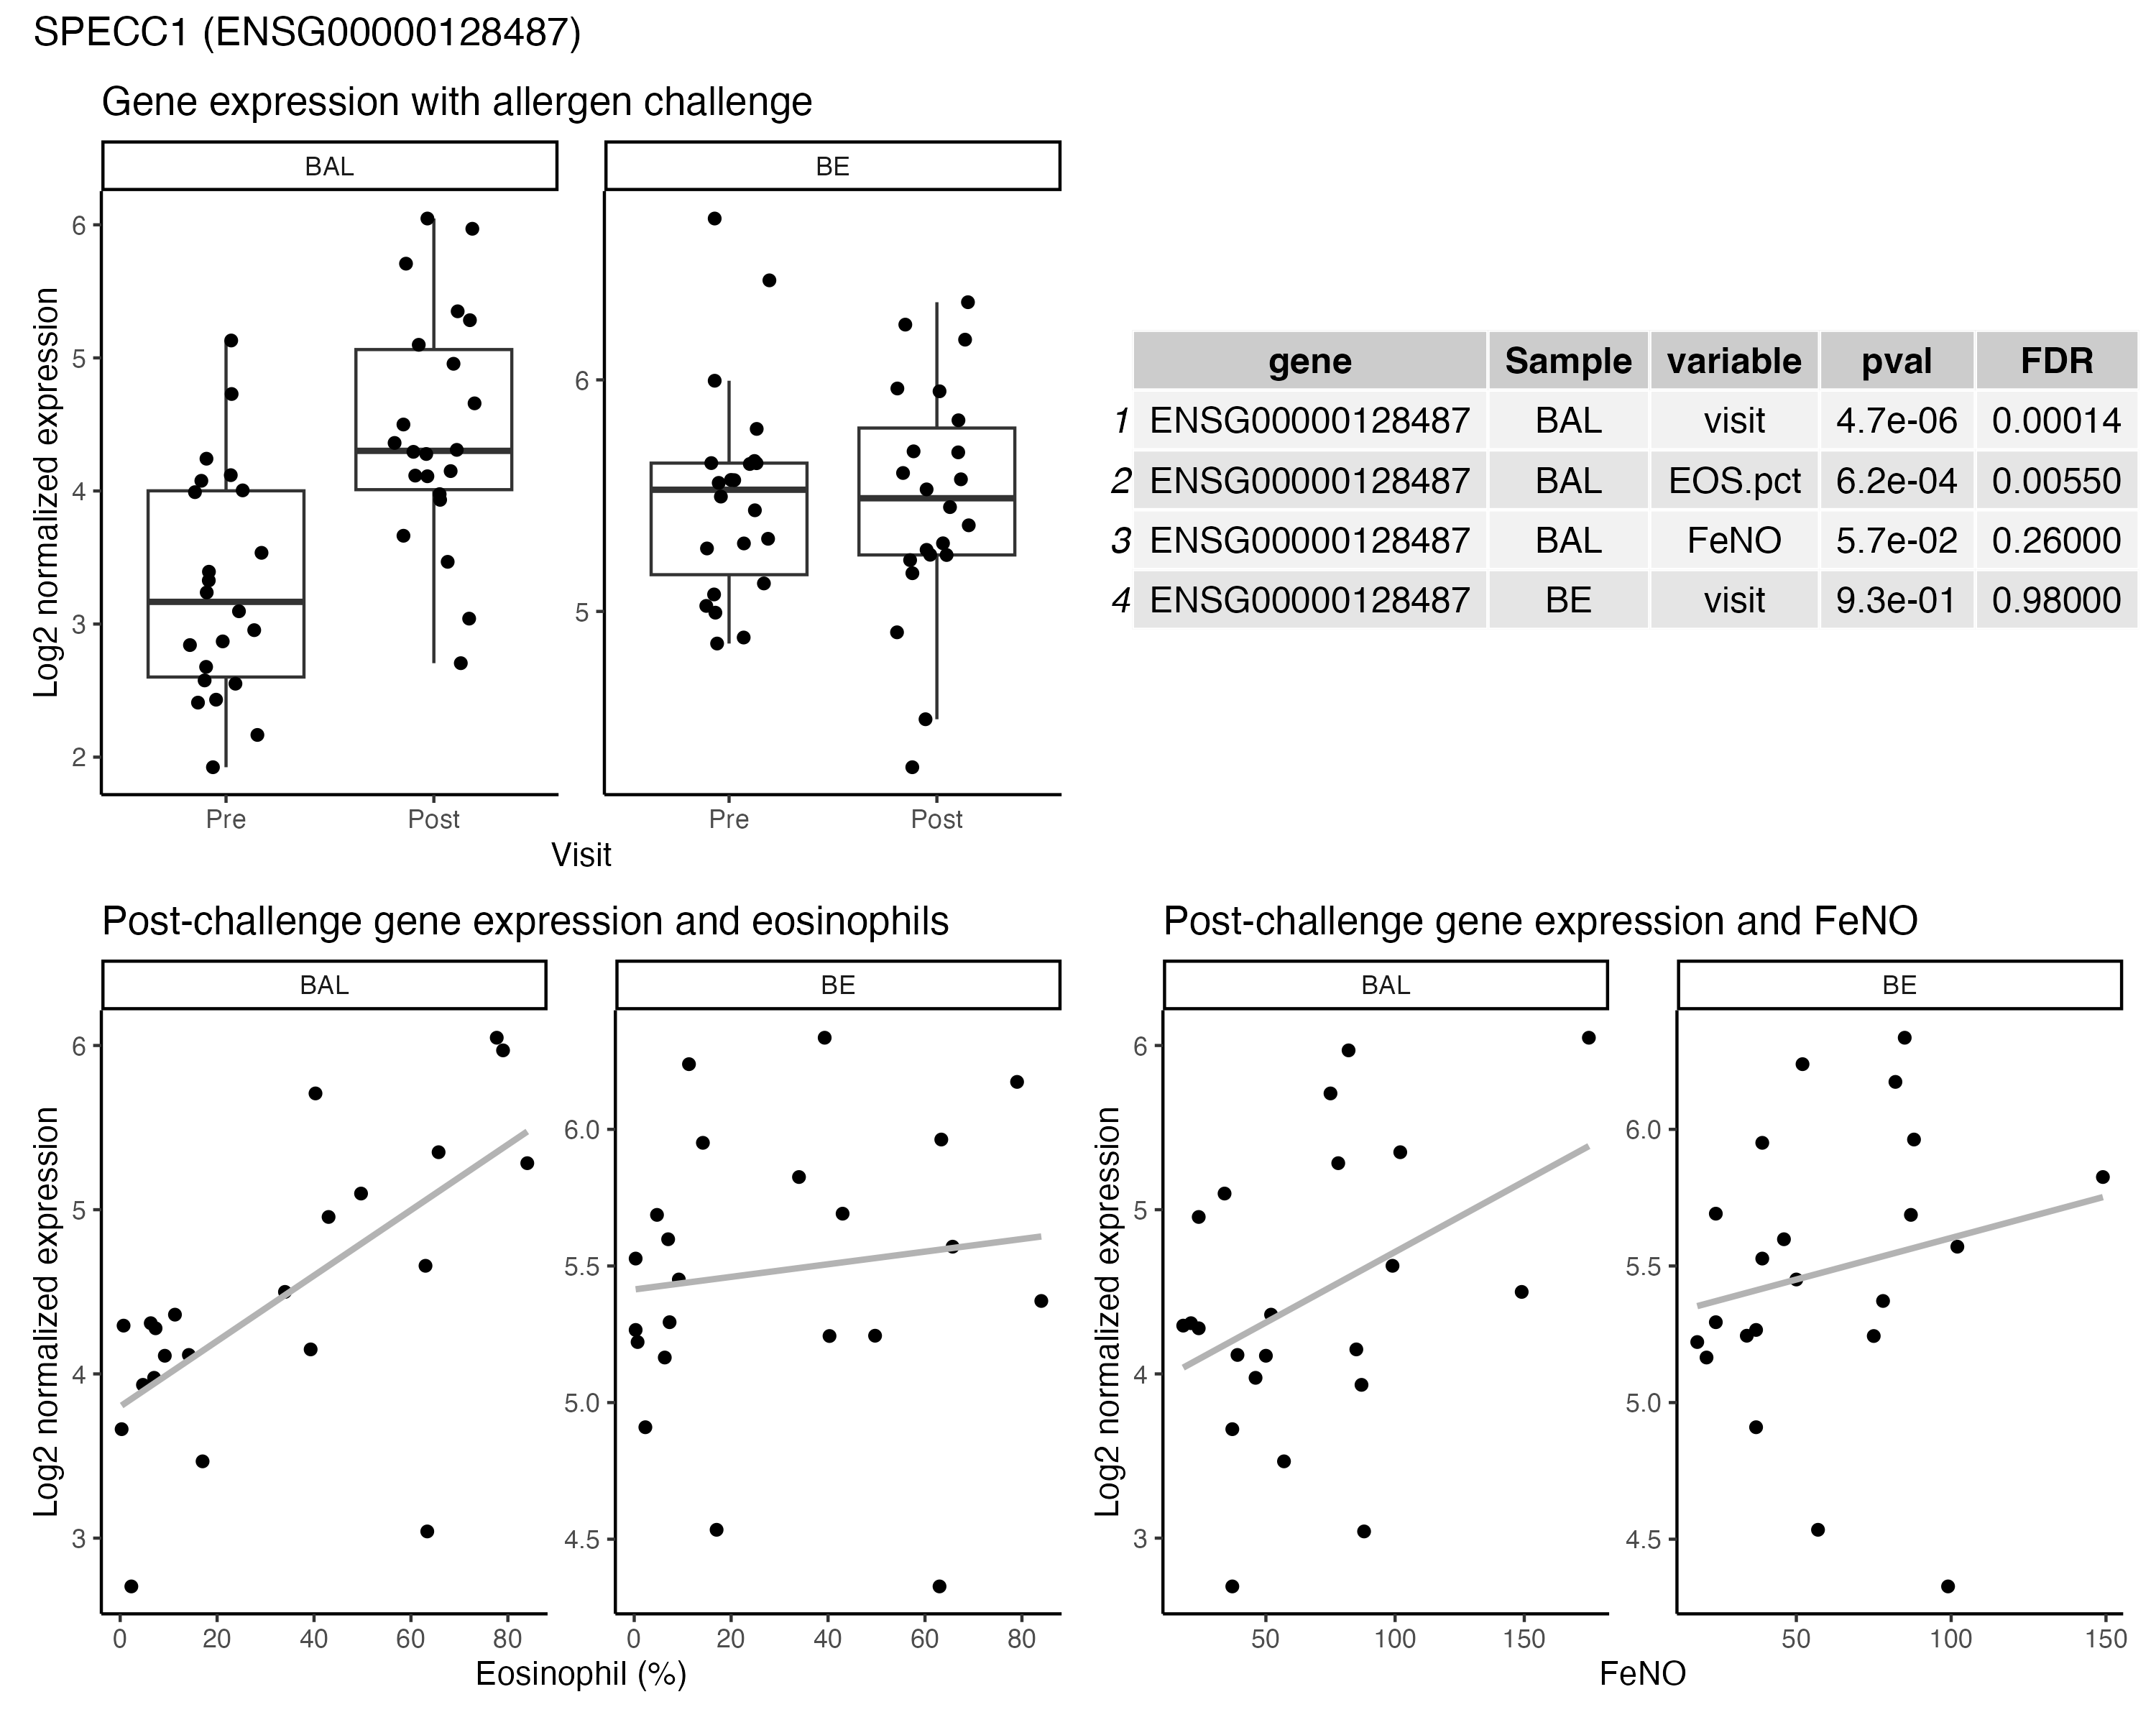 SPECC1 (ENSG00000128487)
Gene expression with allergen challenge
BAL
BE
Log2 normalized expression
6
5
4
3
2
6
5
Pre
Post
Pre
Post
Visit
gene Sample variable pval FDR
1 ENSG00000128487 BAL visit 4.7e-06 0.00014
2 ENSG00000128487 BAL EOS.pct 6.2e-04 0.00550
3 ENSG00000128487 BAL FeNO 5.7e-02 0.26000
4 ENSG00000128487 BE visit 9.3e-01 0.98000
Post-challenge gene expression and eosinophils
BAL
BE
Log2 normalized expression
6
5
4
3
6.0
5.5
5.0
4.5
0 20 40 60 80
0 20 40 60 80
Eosinophil (%)
Post-challenge gene expression and FeNO
BAL
BE
Log2 normalized expression
6
5
4
3
6.0
5.5
5.0
4.5
50 100 150
50 100 150
FeNO